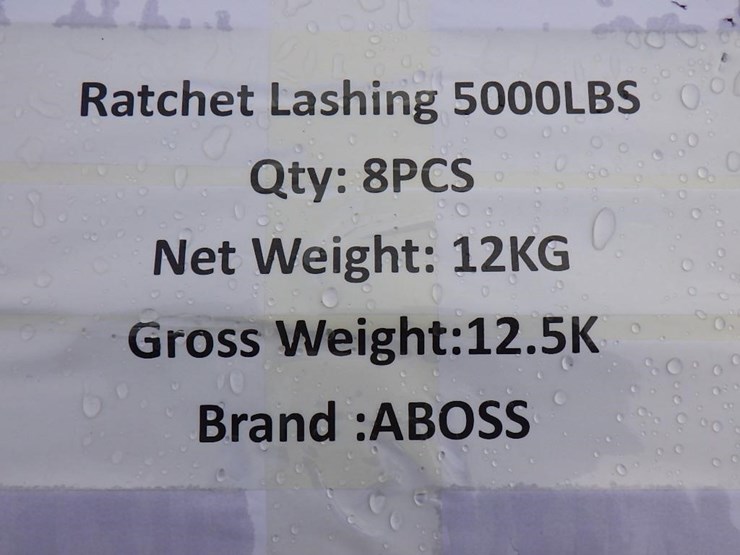 Ratchet Lashing 5000LBS
Qty: 8PCS
Net Weight: 12KG
Gross Weight:12.5K
Brand :ABOSS